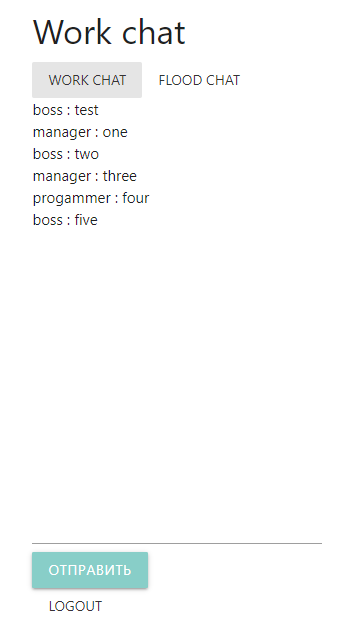 Work chat
WORK CHAT FLOOD CHAT
boss : test
manager : one
boss : two
manager : three
progammer : four
boss : five
ОТПРАВИТЬ
LOGOUT